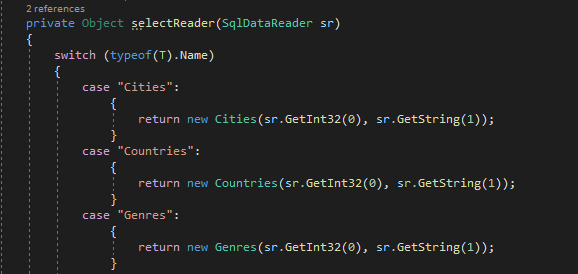 2 references
private Object selectReader(SqlDataReader sr)
{
switch (typeof(T).Name)
{
case "Cities":
{
return new Cities(sr.GetInt32(0), sr.GetString(1));
}
case "Countries":
{
return new Countries(sr.GetInt32(0), sr.GetString(1));
}
case "Genres":
{
return new Genres(sr.GetInt32(0), sr.GetString(1));
}